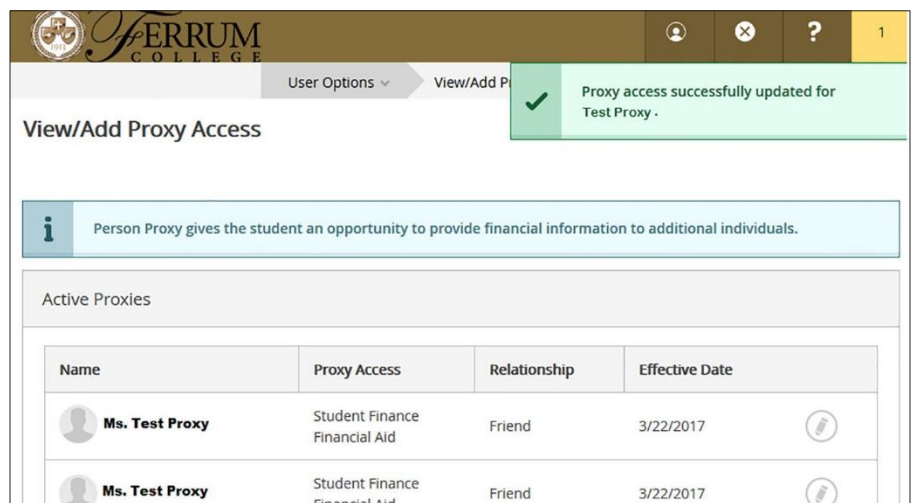 FERRUM
COLLEGE
1913
?
1
User Options
View/Add P
Proxy access successfully updated for
Test Proxy .
View/Add Proxy Access
i
Person Proxy gives the student an opportunity to provide financial information to additional individuals.
Active Proxies
Name
Proxy Access
Relationship
Effective Date
Ms. Test Proxy
Student Finance
Financial Aid
Friend
3/22/2017
Ms. Test Proxy
Student Finance
Financial Aid
Friend
3/22/2017